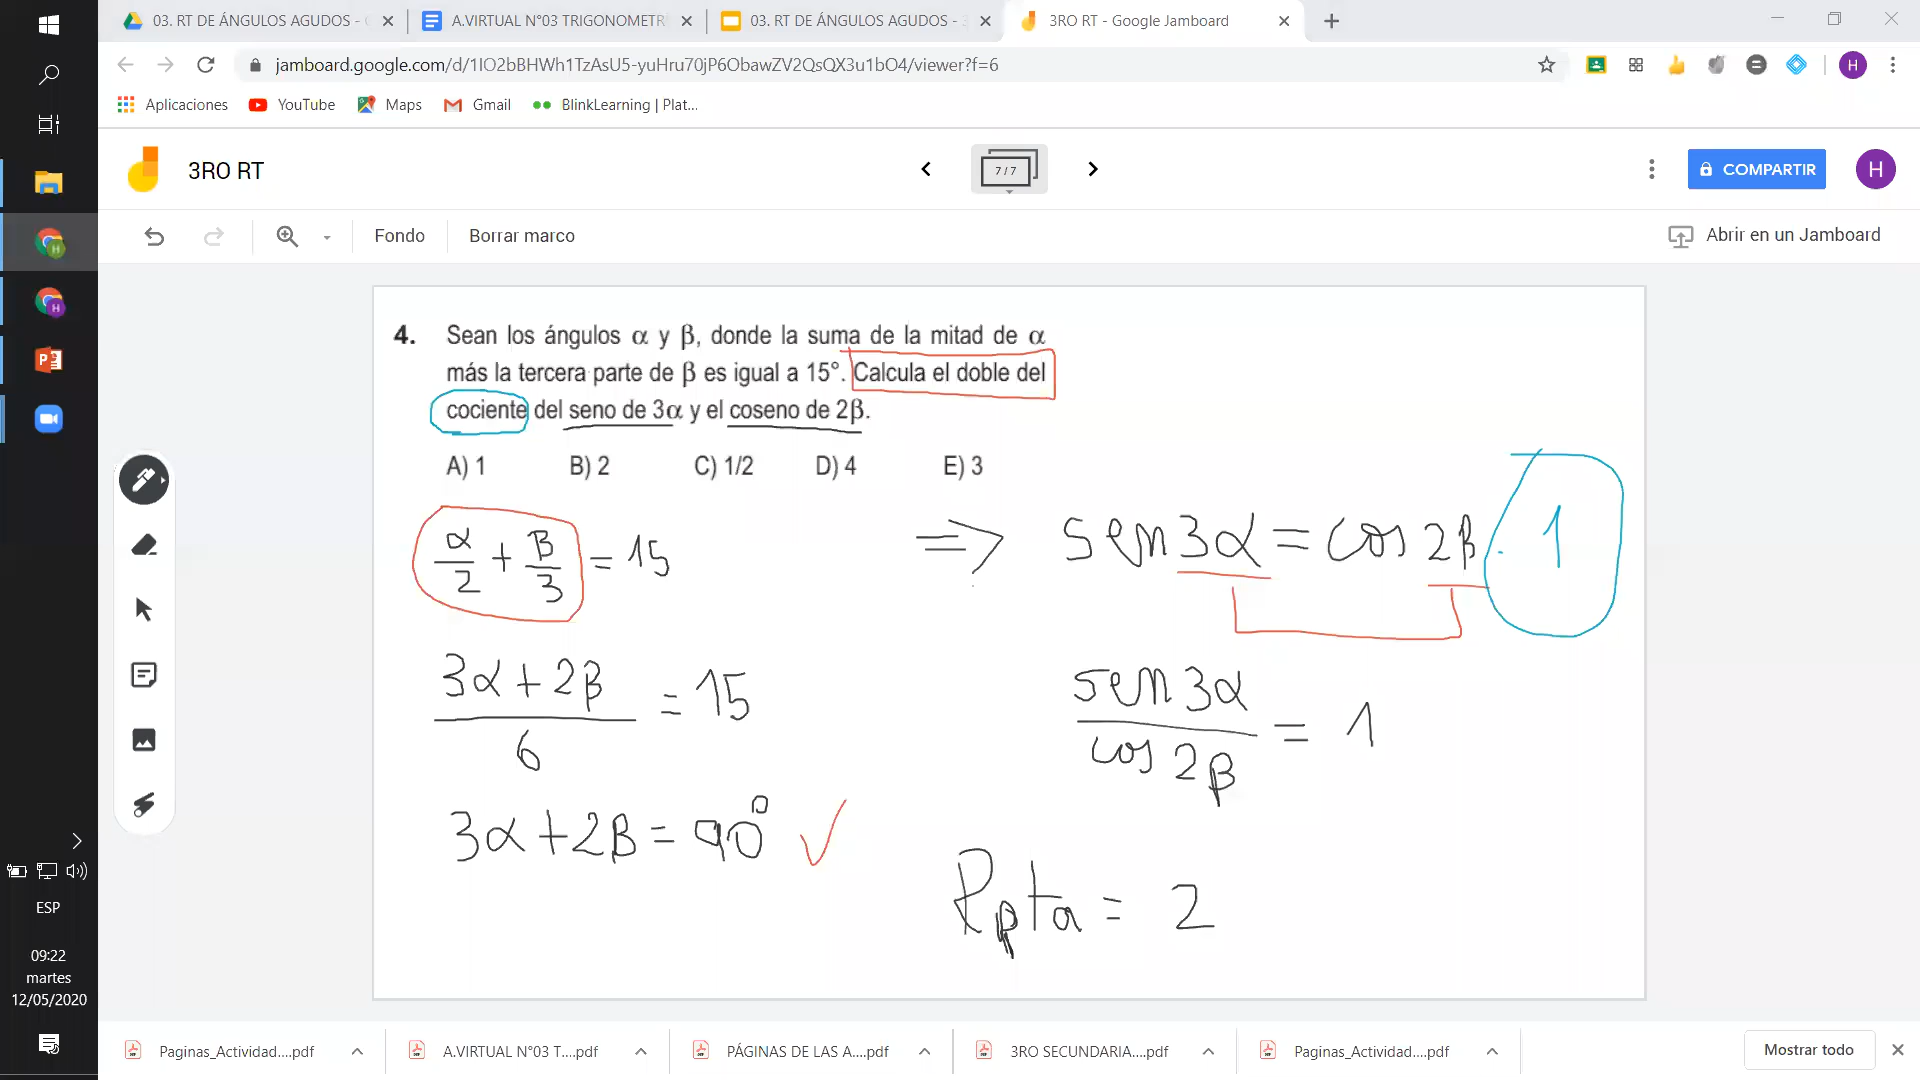 03. RT DE ÁNGULOS AGUDOS -
A.VIRTUAL N°03 TRIGONOMETR
03. RT DE ÁNGULOS AGUDOS -
3RO RT - Google Jamboard
jamboard.google.com/d/1IO2bBHWh1TzAsU5-yuHru70jP6ObawZV2QsQX3u1bO4/viewer?f=6
H
Aplicaciones
YouTube
Maps
Gmail
BlinkLearning | Plat...
3RO RT
7 / 7
COMPARTIR
H
Fondo
Borrar marco
Abrir en un Jamboard
4. Sean los ángulos α y β, donde la suma de la mitad de α
más la tercera parte de β es igual a 15°. Calcula el doble del
cociente del seno de 3α y el coseno de 2β.
A) 1 B) 2 C) 1/2 D) 4 E) 3
α/2 + β/3 = 15
⇒ sen 3α = cos 2β . 1
(3α + 2β)/6 = 15
sen 3α / cos 2β = 1
3α + 2β = 90° ✓
Rpta = 2
ESP
09:22
martes
12/05/2020
Paginas_Actividad....pdf
A.VIRTUAL N°03 T....pdf
PÁGINAS DE LAS A....pdf
3RO SECUNDARIA....pdf
Paginas_Actividad....pdf
Mostrar todo